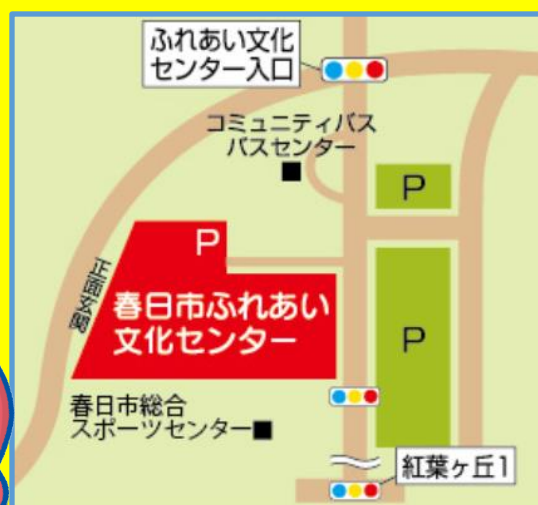 ふれあい文化
センター入口
コミュニティバス
バスセンター
P
P
正面玄関
春日市ふれあい
文化センター
P
春日市総合
スポーツセンター
紅葉ヶ丘1